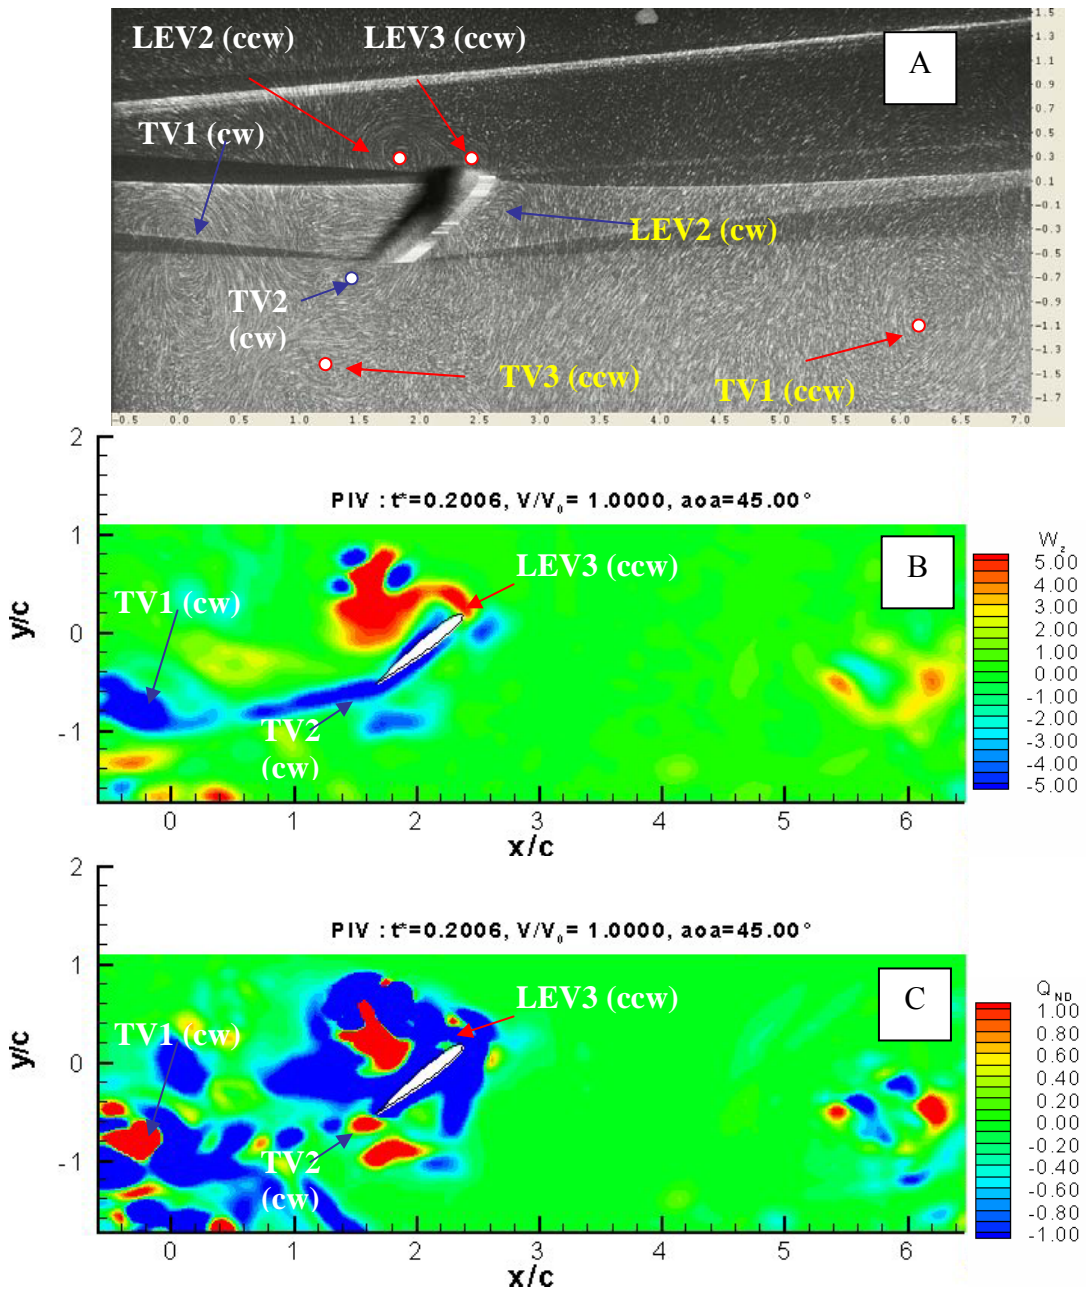 LEV2 (ccw) LEV3 (ccw) A
TV1 (cw)
LEV2 (cw)
TV2
(cw)
TV3 (ccw) TV1 (ccw)
1.5
1.3
1.1
0.9
0.7
0.5
0.3
0.1
-0.1
-0.3
-0.5
-0.7
-0.9
-1.1
-1.3
-1.5
-1.7
-0.5 0.0 0.5 1.0 1.5 2.0 2.5 3.0 3.5 4.0 4.5 5.0 5.5 6.0 6.5 7.0
PIV : t*=0.2006, V/V₀= 1.0000, aoa=45.00°
B
LEV3 (ccw)
TV1 (cw)
TV2
(cw)
2
1
0
-1
y/c
0 1 2 3 4 5 6
x/c
W_z
5.00
4.00
3.00
2.00
1.00
0.00
-1.00
-2.00
-3.00
-4.00
-5.00
PIV : t*=0.2006, V/V₀= 1.0000, aoa=45.00°
C
LEV3 (ccw)
TV1 (cw)
TV2
(cw)
2
1
0
-1
y/c
0 1 2 3 4 5 6
x/c
Q_ND
1.00
0.80
0.60
0.40
0.20
0.00
-0.20
-0.40
-0.60
-0.80
-1.00